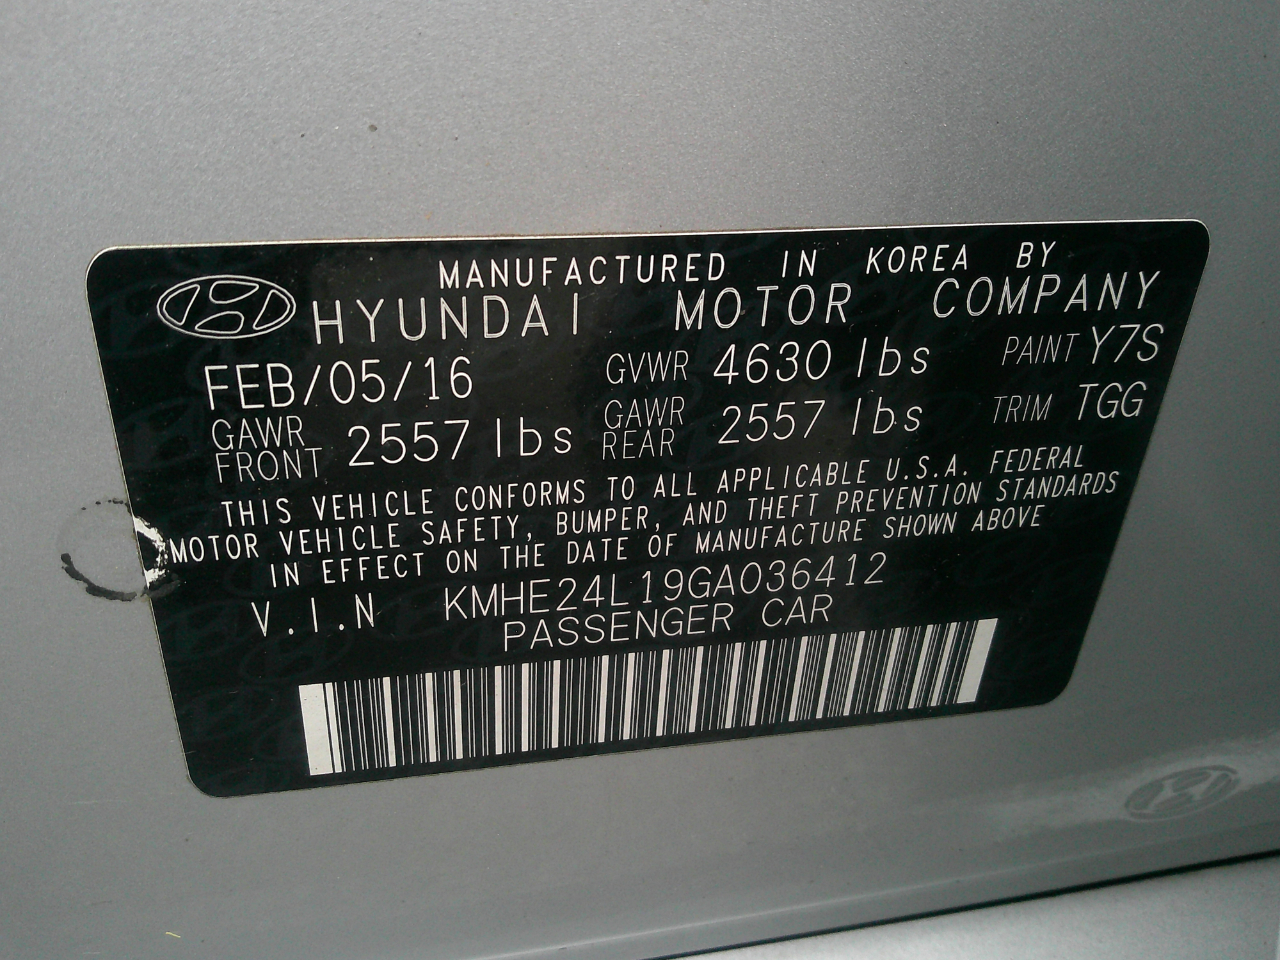 MANUFACTURED IN KOREA BY
HYUNDAI MOTOR COMPANY
FEB/05/16 GVWR 4630 lbs PAINT Y7S
GAWR FRONT 2557 lbs GAWR REAR 2557 lbs TRIM TGG
THIS VEHICLE CONFORMS TO ALL APPLICABLE U.S.A. FEDERAL
MOTOR VEHICLE SAFETY, BUMPER, AND THEFT PREVENTION STANDARDS
IN EFFECT ON THE DATE OF MANUFACTURE SHOWN ABOVE
V.I.N KMHE24L19GA036412
PASSENGER CAR